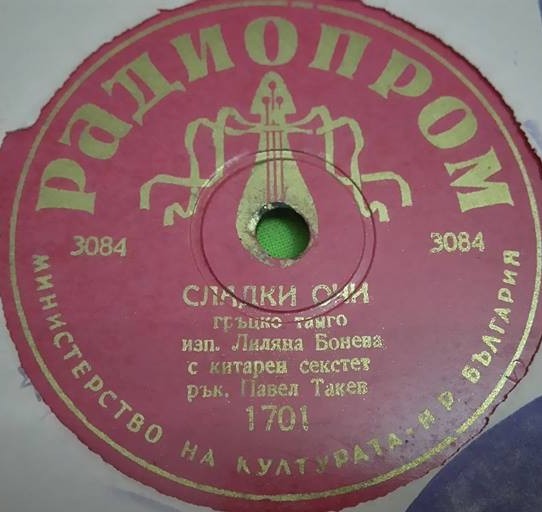 РАДИОПРОМ
3084 3084
СЛАДКИ ОЧИ
гръцко танго
изп. Лиляна Бонева
с китарен секстет
рък. Павел Такев
1701
МИНИСТЕРСТВО НА КУЛТУРАТА-Н Р БЪЛГАРИЯ